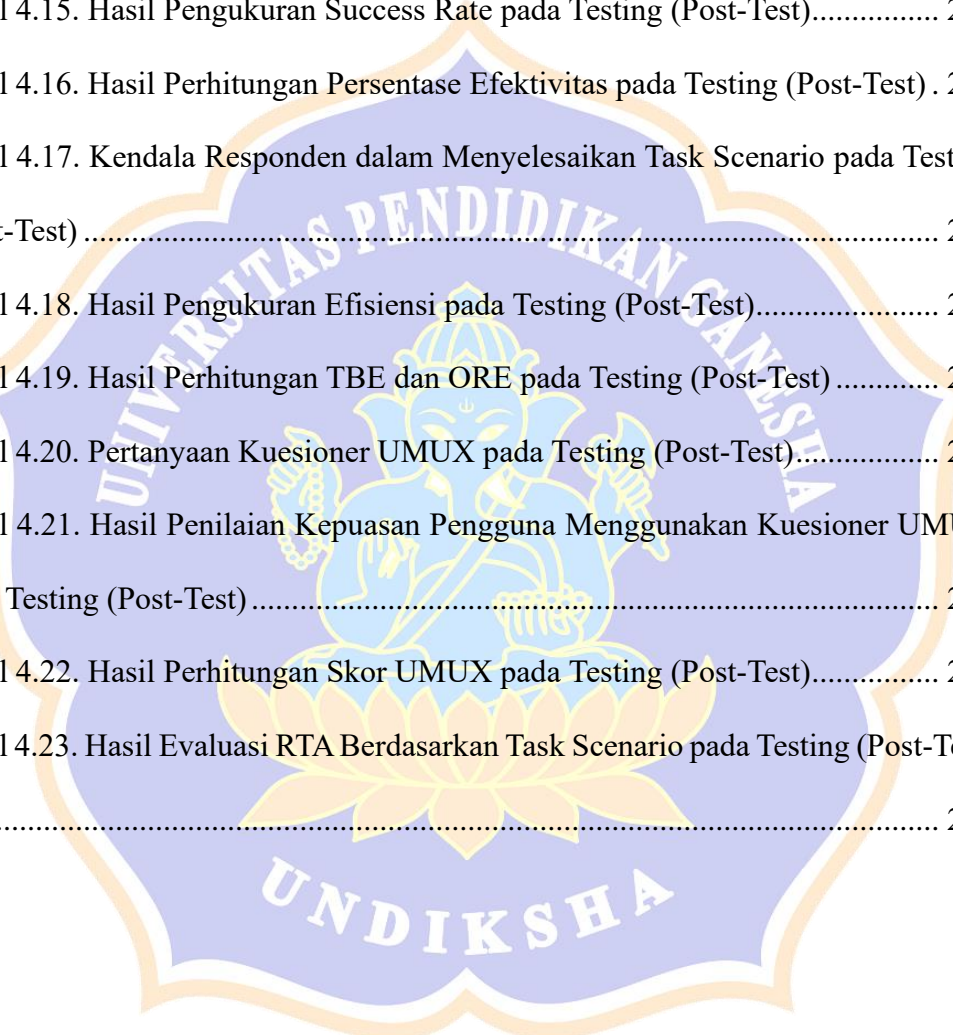 l 4.15. Hasil Pengukuran Success Rate pada Testing (Post-Test)................ 2
l 4.16. Hasil Perhitungan Persentase Efektivitas pada Testing (Post-Test) . 2
l 4.17. Kendala Responden dalam Menyelesaikan Task Scenario pada Test
t-Test) ................................................................................ 2
l 4.18. Hasil Pengukuran Efisiensi pada Testing (Post-Test)..................... 2
l 4.19. Hasil Perhitungan TBE dan ORE pada Testing (Post-Test) ............. 2
l 4.20. Pertanyaan Kuesioner UMUX pada Testing (Post-Test)................. 2
l 4.21. Hasil Penilaian Kepuasan Pengguna Menggunakan Kuesioner UMU
Testing (Post-Test) ................................................................ 2
l 4.22. Hasil Perhitungan Skor UMUX pada Testing (Post-Test)............... 2
l 4.23. Hasil Evaluasi RTA Berdasarkan Task Scenario pada Testing (Post-Te
........................................................................................ 2
UNIVERSITAS PENDIDIKAN GANESHA
UNDIKSHA